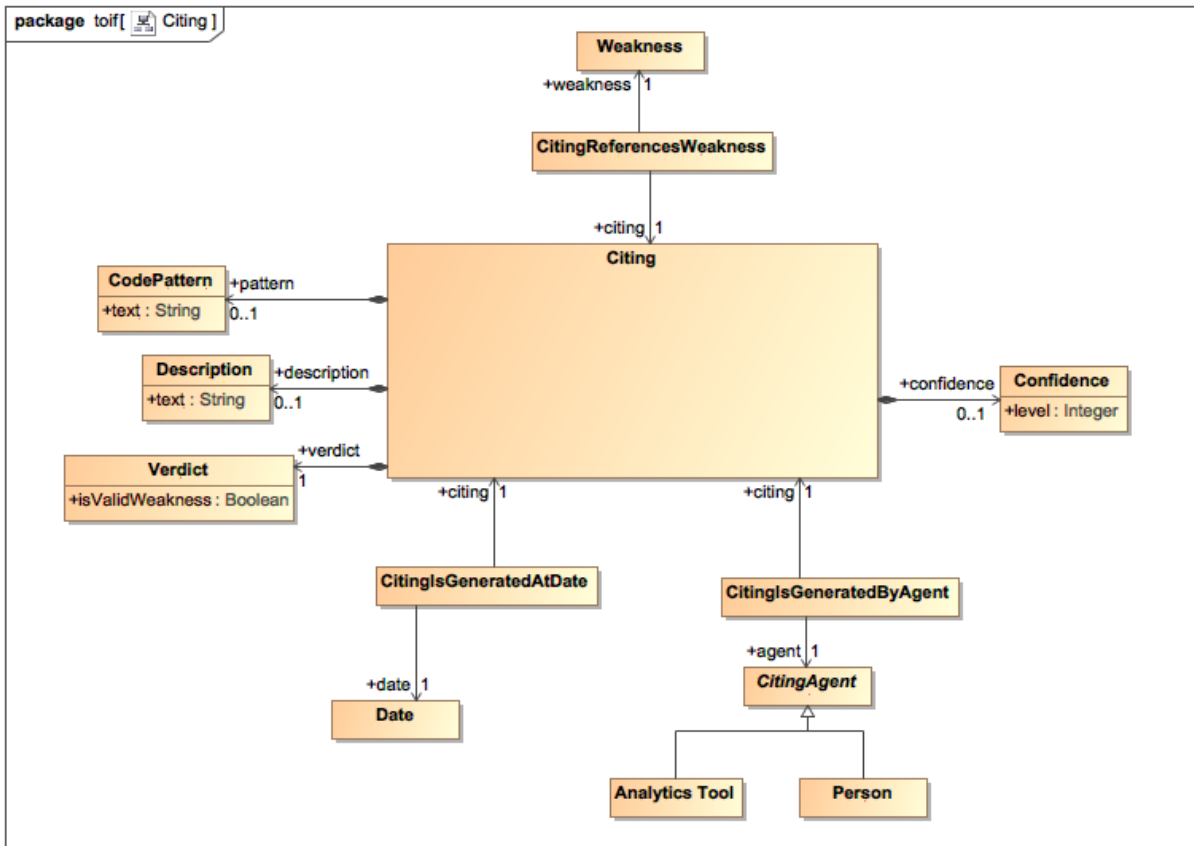 package toif[ Citing ]
Weakness
+weakness 1
CitingReferencesWeakness
+citing 1
Citing
CodePattern
+text : String
+pattern
0..1
Description
+text : String
+description
0..1
+confidence
0..1
Confidence
+level : Integer
Verdict
+isValidWeakness : Boolean
+verdict
1
+citing 1
+citing 1
CitingIsGeneratedAtDate
CitingIsGeneratedByAgent
+agent 1
CitingAgent
+date 1
Date
Analytics Tool
Person